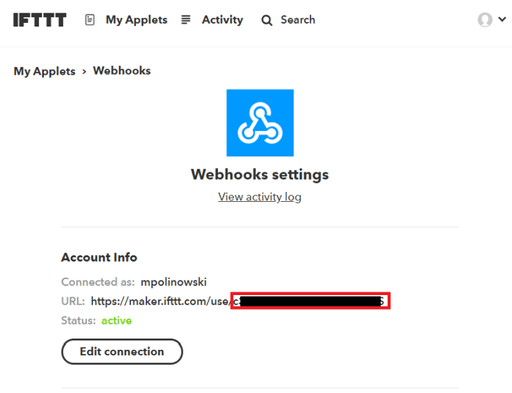 IFTTT My Applets Activity Search
My Applets › Webhooks
Webhooks settings
View activity log
Account Info
Connected as: mpolinowski
URL: https://maker.ifttt.com/use/
Status: active
Edit connection